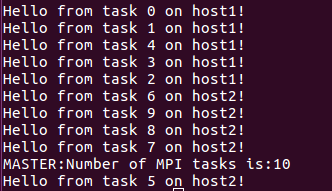 Hello from task 0 on host1!
Hello from task 1 on host1!
Hello from task 4 on host1!
Hello from task 3 on host1!
Hello from task 2 on host1!
Hello from task 6 on host2!
Hello from task 9 on host2!
Hello from task 8 on host2!
Hello from task 7 on host2!
MASTER:Number of MPI tasks is:10
Hello from task 5 on host2!